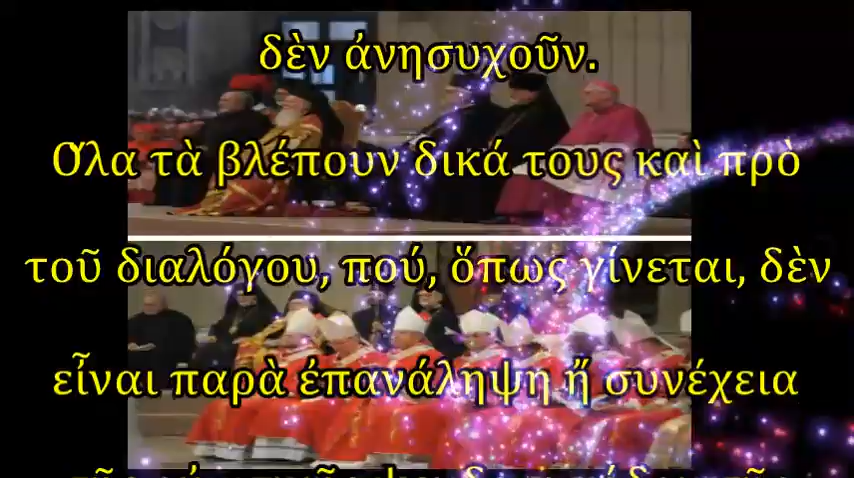 δὲν ἀνησυχοῦν.
Ὅλα τὰ βλέπουν δικά τους καὶ πρὸ
τοῦ διαλόγου, πού, ὅπως γίνεται, δὲν
εἶναι παρὰ ἐπανάληψη ἤ συνέχεια